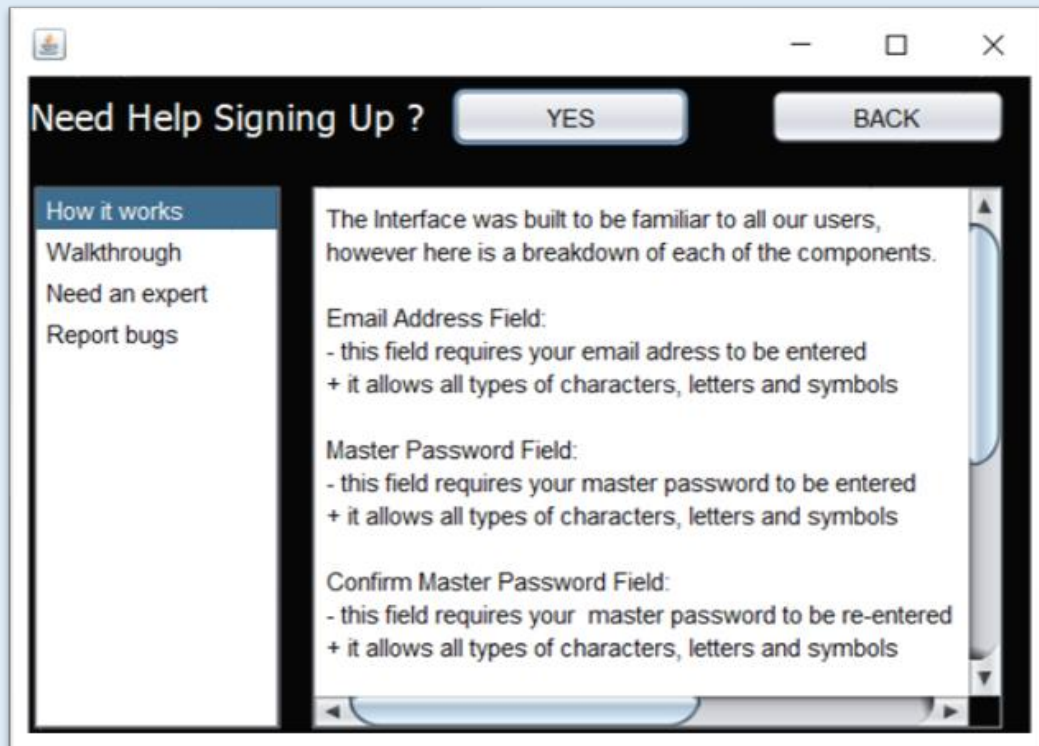 Need Help Signing Up ? YES BACK
How it works
Walkthrough
Need an expert
Report bugs
The Interface was built to be familiar to all our users,
however here is a breakdown of each of the components.
Email Address Field:
- this field requires your email adress to be entered
+ it allows all types of characters, letters and symbols
Master Password Field:
- this field requires your master password to be entered
+ it allows all types of characters, letters and symbols
Confirm Master Password Field:
- this field requires your  master password to be re-entered
+ it allows all types of characters, letters and symbols